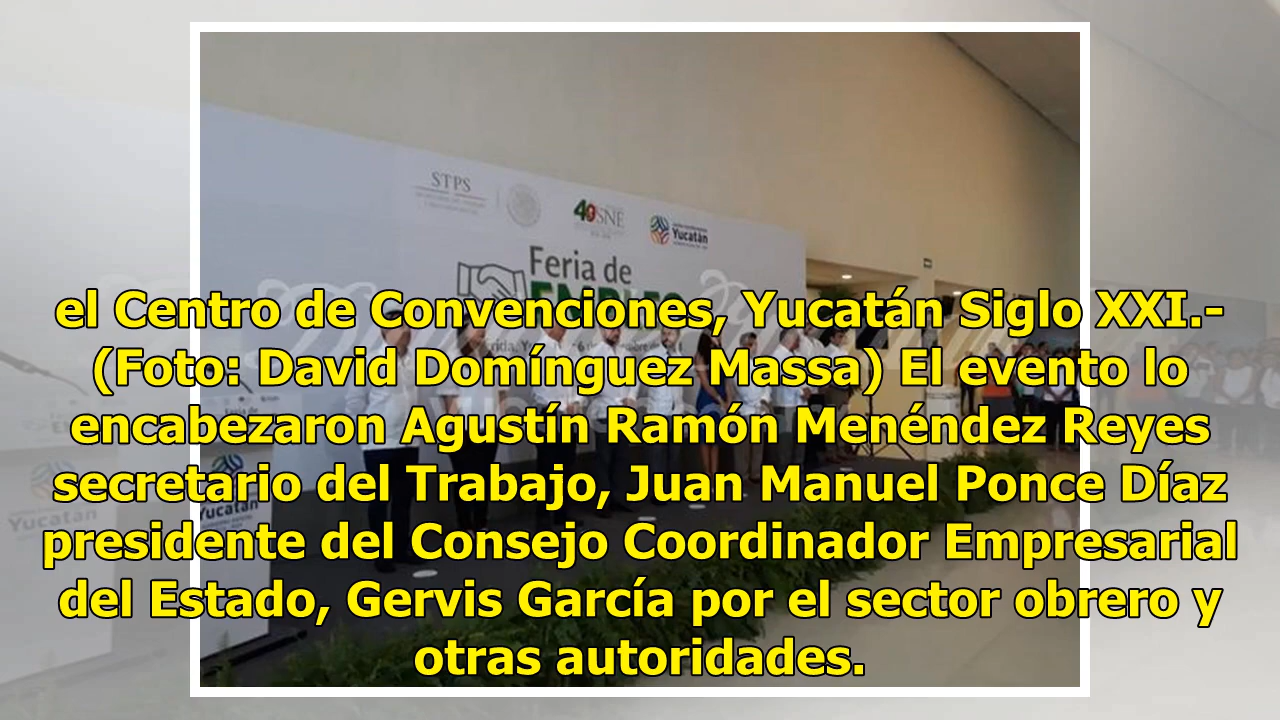 STPS
40 SNE
Yucatán
Feria de
el Centro de Convenciones, Yucatán Siglo XXI.-
(Foto: David Domínguez Massa) El evento lo
encabezaron Agustín Ramón Menéndez Reyes
secretario del Trabajo, Juan Manuel Ponce Díaz
presidente del Consejo Coordinador Empresarial
del Estado, Gervis García por el sector obrero y
otras autoridades.
Yucatán
Yucatán